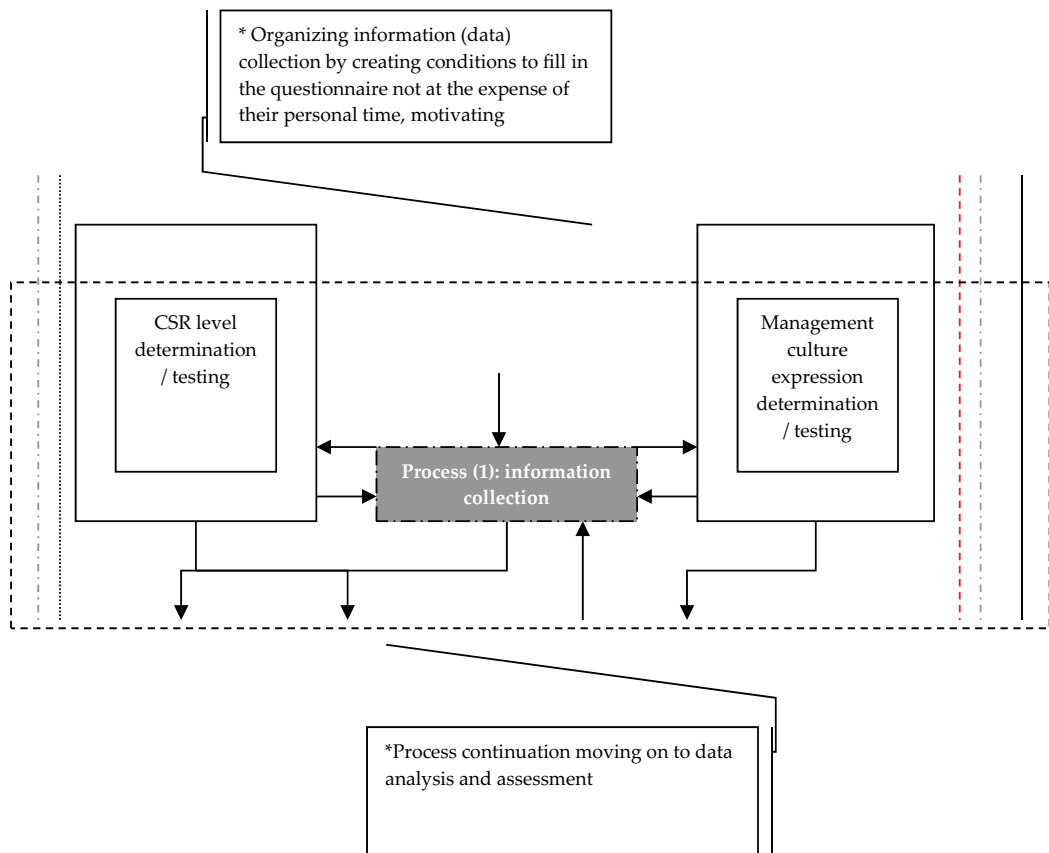 * Organizing information (data)
collection by creating conditions to fill in
the questionnaire not at the expense of
their personal time, motivating
CSR level
determination
/ testing
Management
culture
expression
determination
/ testing
Process (1): information
collection
*Process continuation moving on to data
analysis and assessment